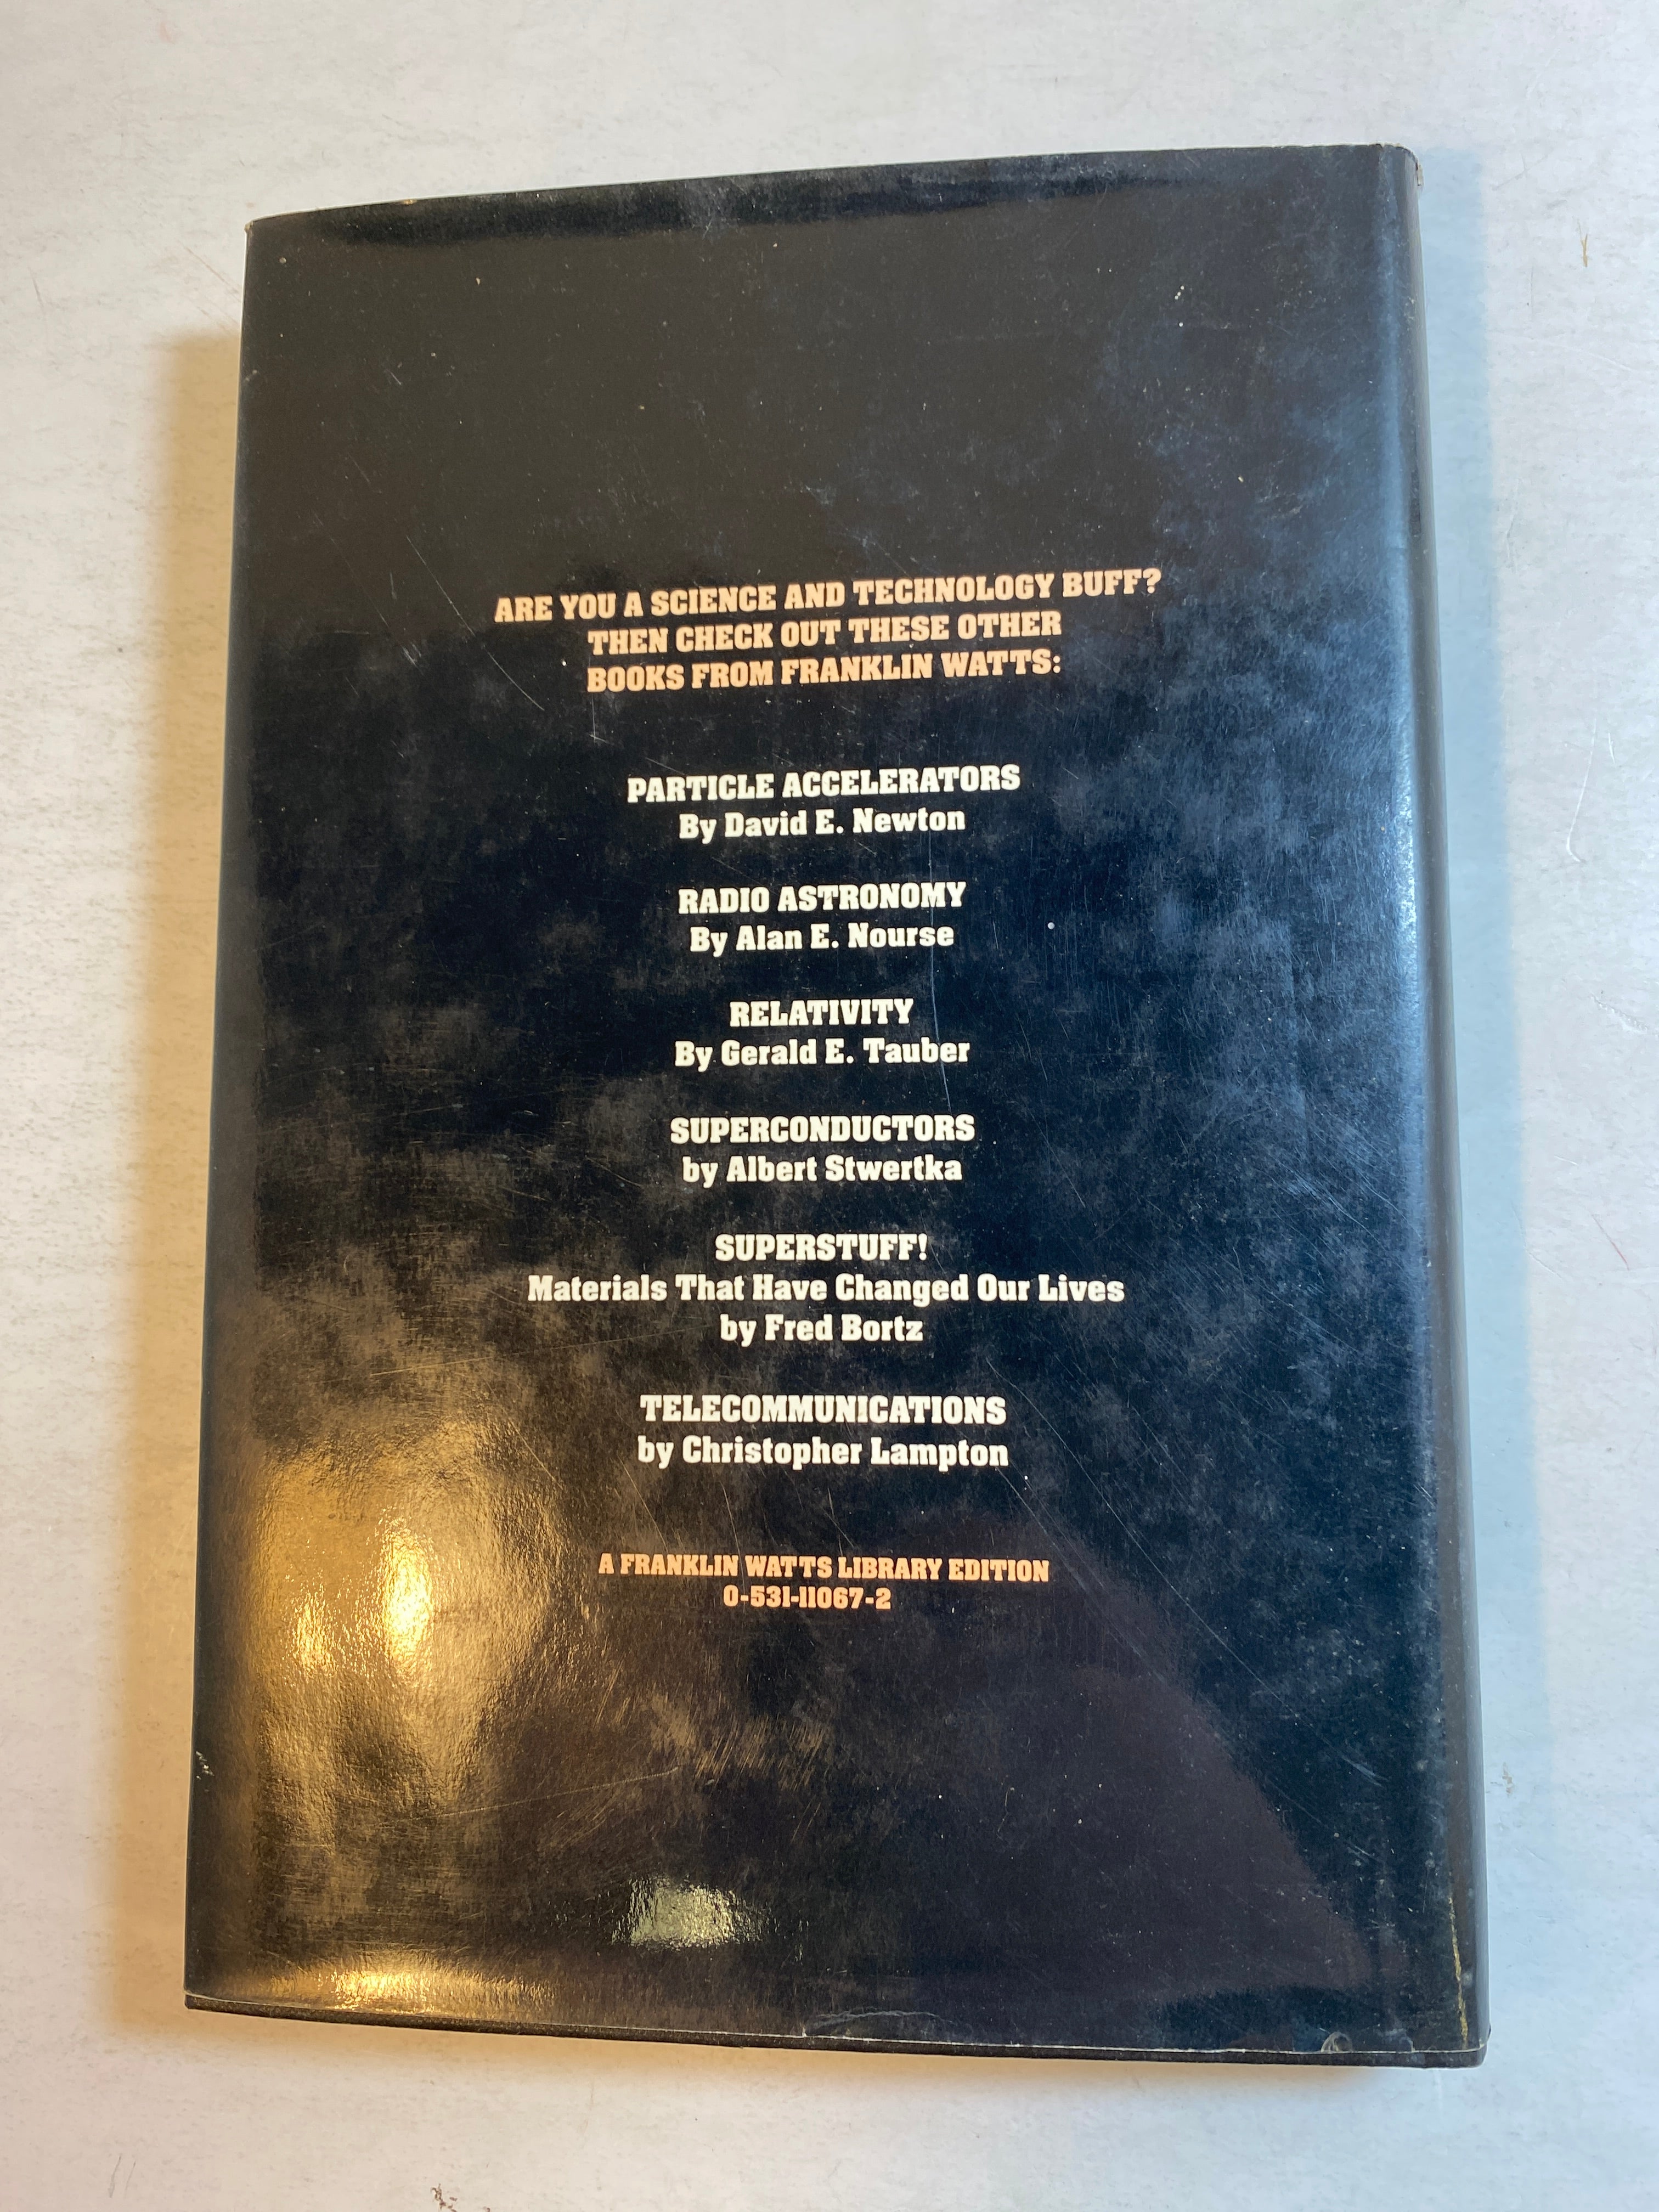 ARE YOU A SCIENCE AND TECHNOLOGY BUFF?
THEN CHECK OUT THESE OTHER
BOOKS FROM FRANKLIN WATTS:
PARTICLE ACCELERATORS
By David E. Newton
RADIO ASTRONOMY
By Alan E. Nourse
RELATIVITY
By Gerald E. Tauber
SUPERCONDUCTORS
by Albert Stwertka
SUPERSTUFF!
Materials That Have Changed Our Lives
by Fred Bortz
TELECOMMUNICATIONS
by Christopher Lampton
A FRANKLIN WATTS LIBRARY EDITION
0-531-11067-2